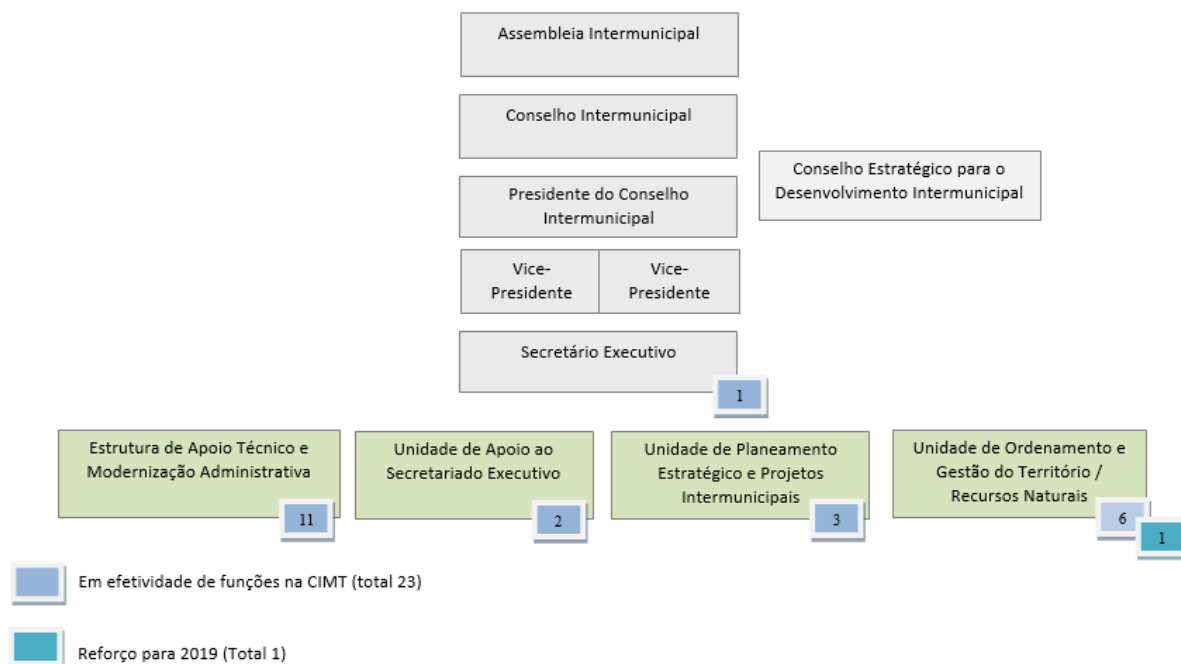 Assembleia Intermunicipal
Conselho Intermunicipal
Conselho Estratégico para o
Desenvolvimento Intermunicipal
Presidente do Conselho
Intermunicipal
Vice-
Presidente
Vice-
Presidente
Secretário Executivo
1
Estrutura de Apoio Técnico e
Modernização Administrativa
11
Unidade de Apoio ao
Secretariado Executivo
2
Unidade de Planeamento
Estratégico e Projetos
Intermunicipais
3
Unidade de Ordenamento e
Gestão do Território /
Recursos Naturais
6
1
Em efetividade de funções na CIMT (total 23)
Reforço para 2019 (Total 1)